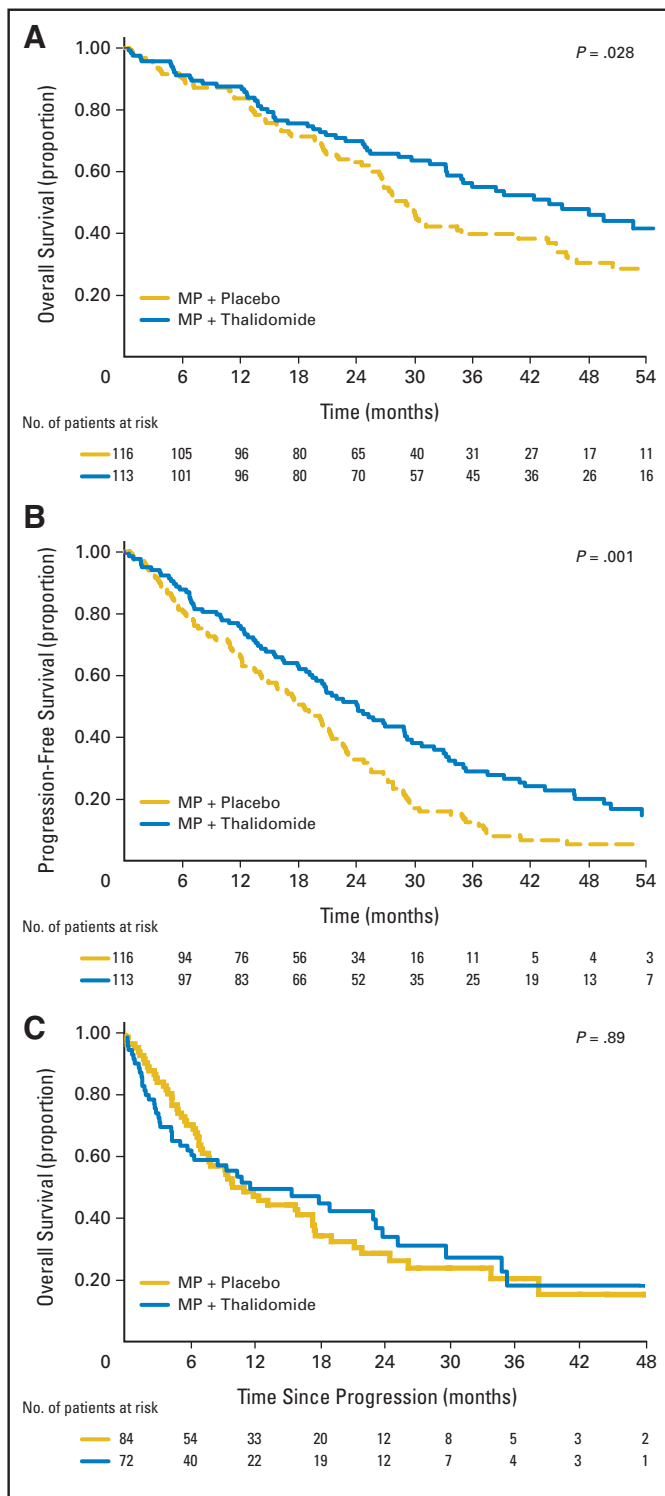 A
1.00
0.80
0.60
0.40
0.20
0
Overall Survival (proportion)
P = .028
MP + Placebo
MP + Thalidomide
6 12 18 24 30 36 42 48 54
Time (months)
No. of patients at risk
116 105 96 80 65 40 31 27 17 11
113 101 96 80 70 57 45 36 26 16
B
1.00
0.80
0.60
0.40
0.20
0
Progression-Free Survival (proportion)
P = .001
MP + Placebo
MP + Thalidomide
6 12 18 24 30 36 42 48 54
Time (months)
No. of patients at risk
116 94 76 56 34 16 11 5 4 3
113 97 83 66 52 35 25 19 13 7
C
1.00
0.80
0.60
0.40
0.20
0
Overall Survival (proportion)
P = .89
MP + Placebo
MP + Thalidomide
6 12 18 24 30 36 42 48
Time Since Progression (months)
No. of patients at risk
84 54 33 20 12 8 5 3 2
72 40 22 19 12 7 4 3 1